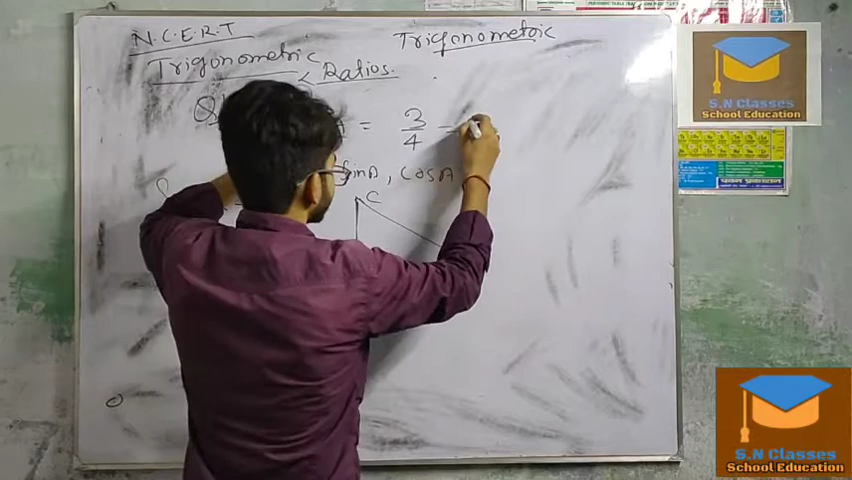 N.C.E.R.T
Trigonometric
Trigonometric
Ratios.
A = 3/4 =
SinA, CosA
C
S.N Classes
School Education
S.N Classes
School Education